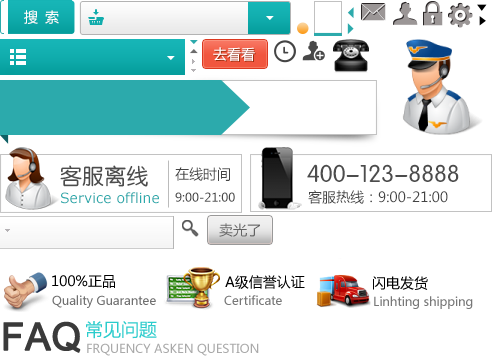 搜 索
去看看
客服离线
Service offline
在线时间
9:00-21:00
400-123-8888
客服热线：9:00-21:00
卖光了
100%正品
Quality Guarantee
A级信誉认证
Certificate
闪电发货
Linhting shipping
FAQ 常见问题
FRQUENCY ASKEN QUESTION